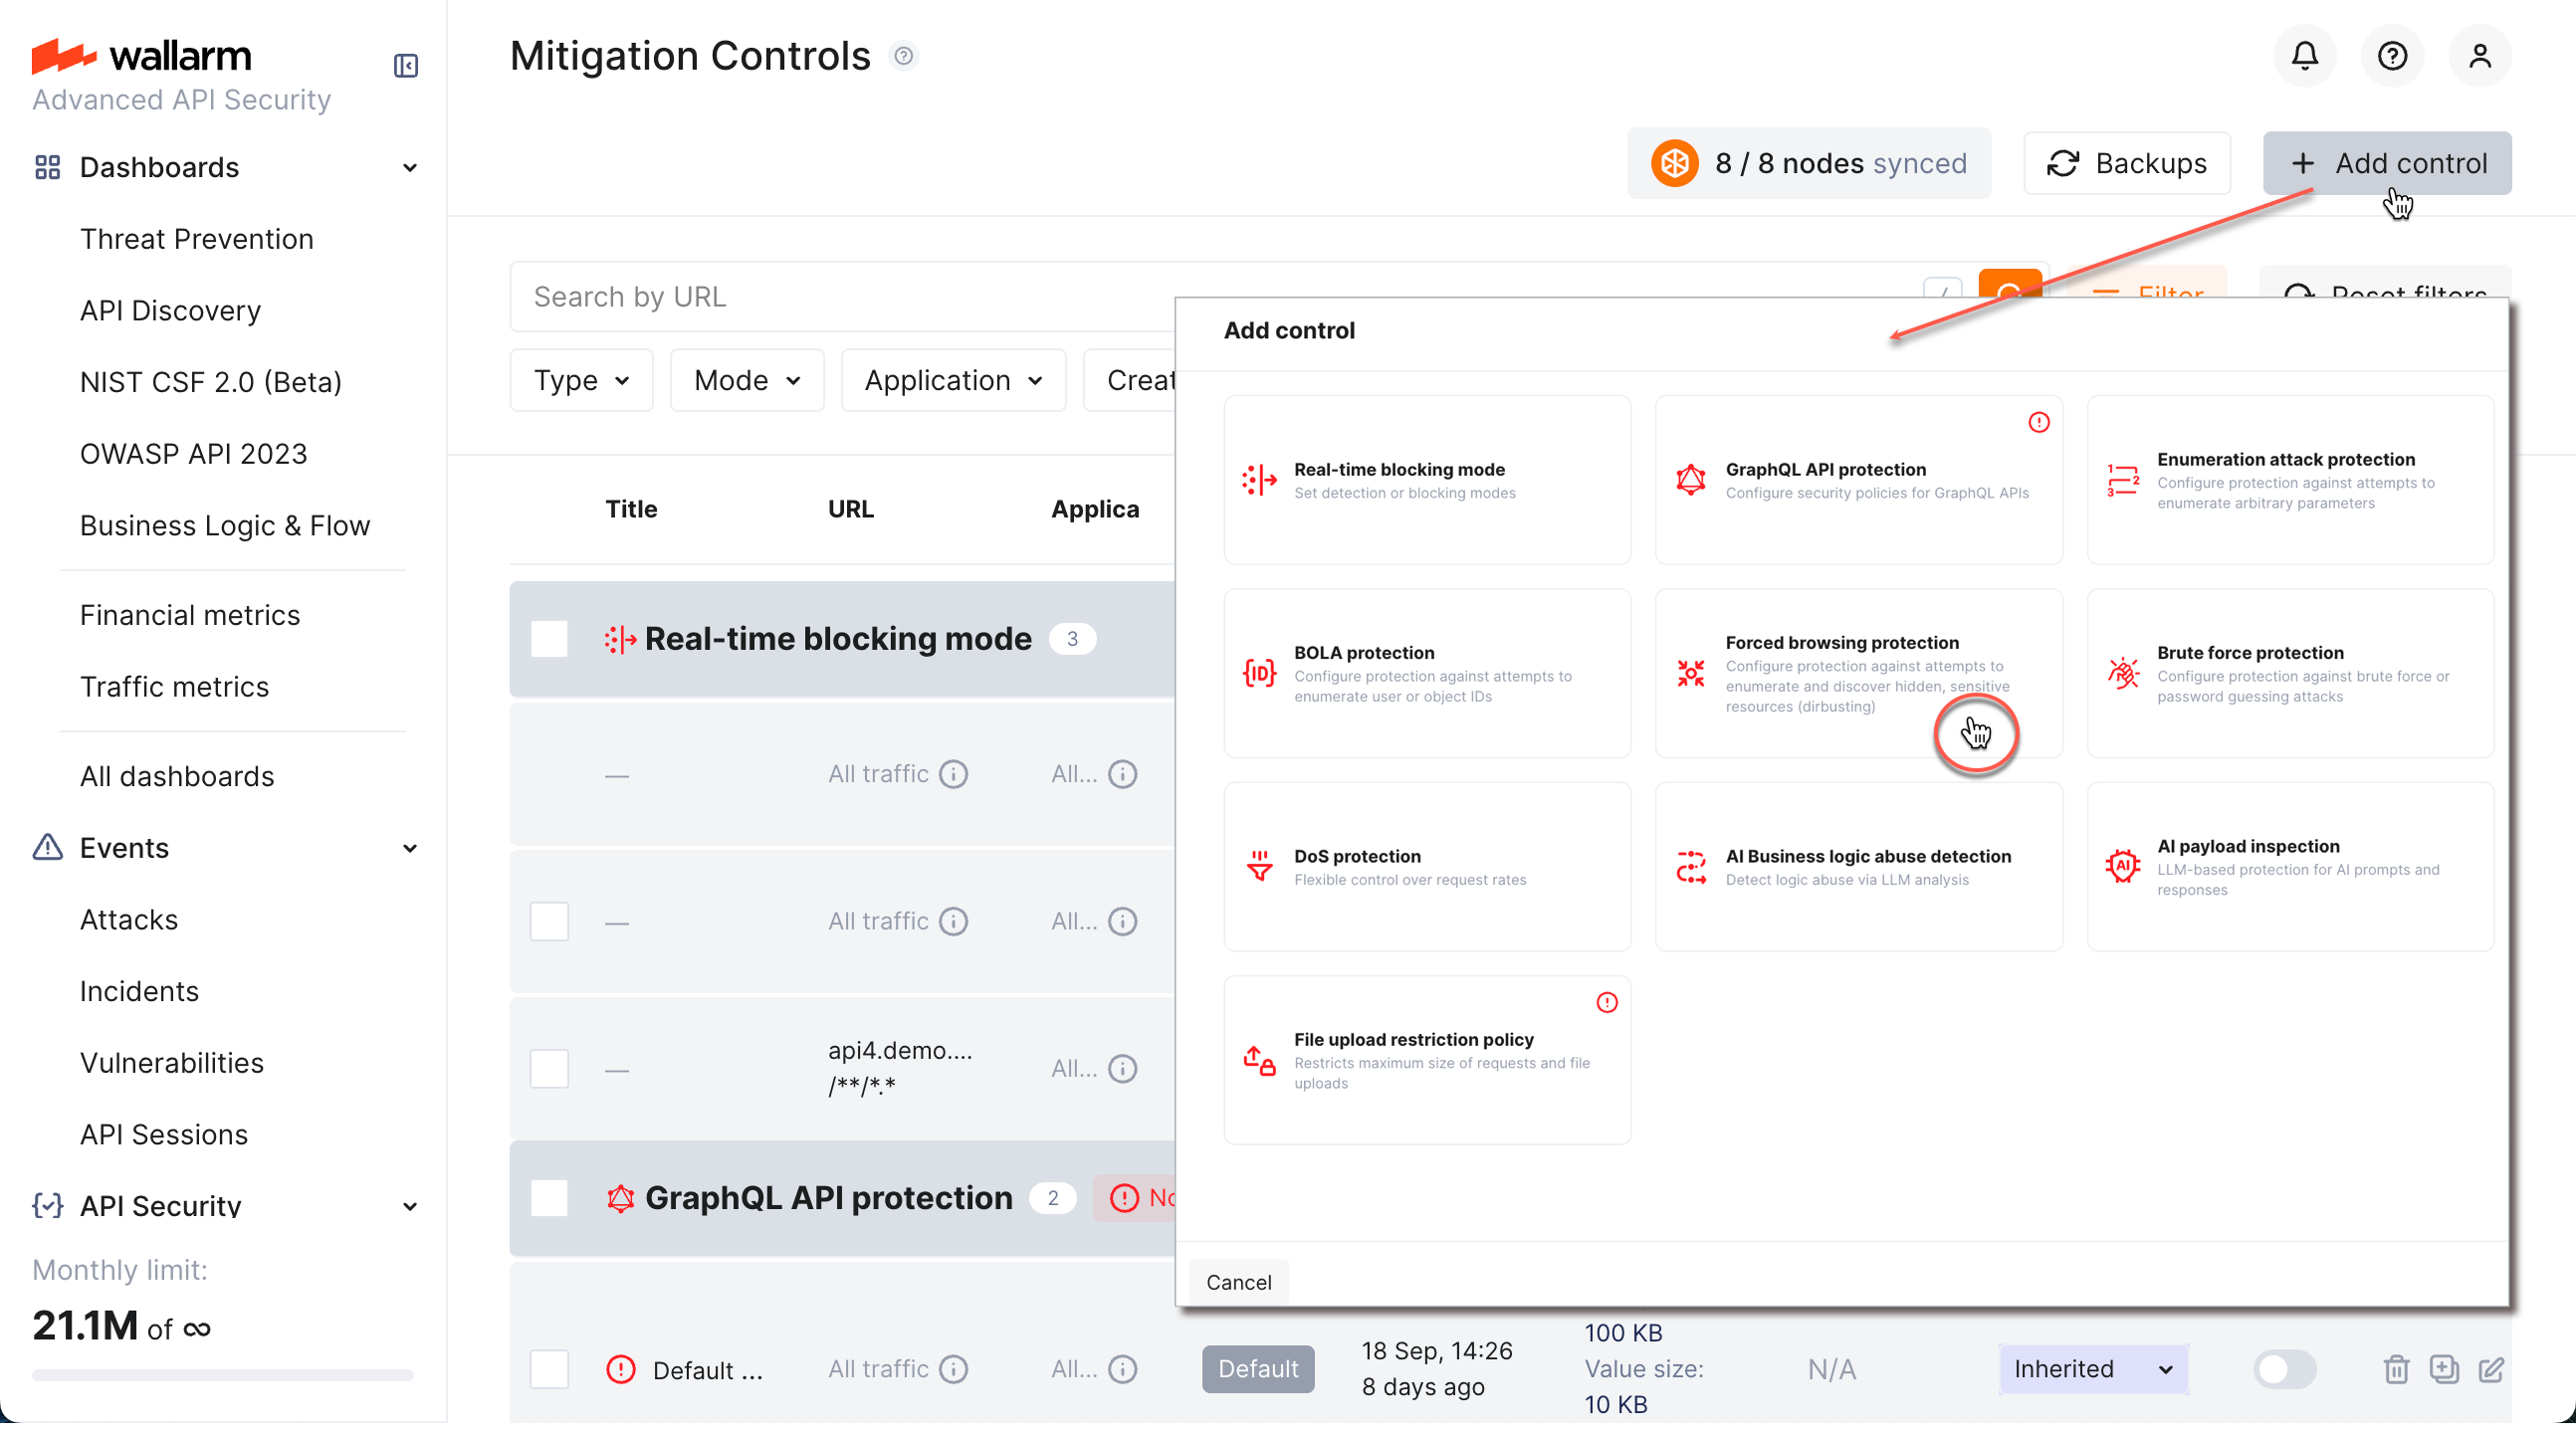 wallarm
Advanced API Security
Dashboards
Threat Prevention
API Discovery
NIST CSF 2.0 (Beta)
OWASP API 2023
Business Logic & Flow
Financial metrics
Traffic metrics
All dashboards
Events
Attacks
Incidents
Vulnerabilities
API Sessions
API Security
Monthly limit:
21.1M of ∞
Mitigation Controls
8 / 8 nodes synced
Backups
+ Add control
Search by URL
/
Filter
Reset filters
Type
Mode
Application
Creat
Title
URL
Applica
Real-time blocking mode 3
— All traffic All...
— All traffic All...
— api4.demo....
/**/*.*
All...
GraphQL API protection 2
No
Default ...
All traffic
All...
Default
18 Sep, 14:26
8 days ago
100 KB
Value size:
10 KB
N/A
Inherited
Add control
Real-time blocking mode
Set detection or blocking modes
GraphQL API protection
Configure security policies for GraphQL APIs
Enumeration attack protection
Configure protection against attempts to
enumerate arbitrary parameters
BOLA protection
Configure protection against attempts to
enumerate user or object IDs
Forced browsing protection
Configure protection against attempts to
enumerate and discover hidden, sensitive
resources (dirbusting)
Brute force protection
Configure protection against brute force or
password guessing attacks
DoS protection
Flexible control over request rates
AI Business logic abuse detection
Detect logic abuse via LLM analysis
AI payload inspection
LLM-based protection for AI prompts and
responses
File upload restriction policy
Restricts maximum size of requests and file
uploads
Cancel